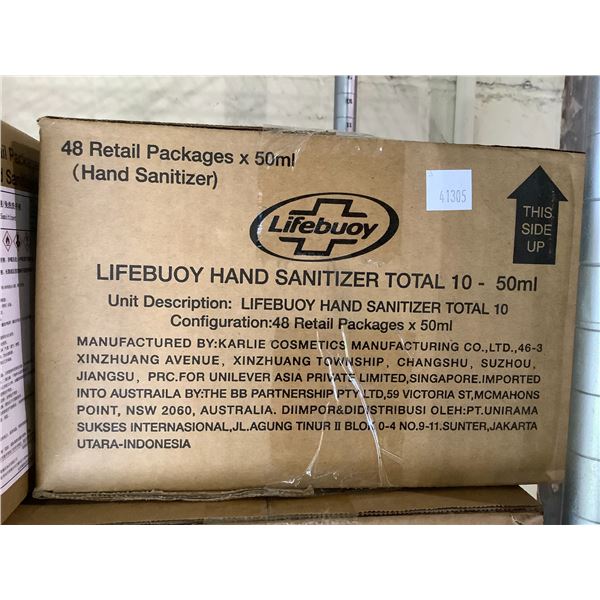 48 Retail Packages x 50ml
(Hand Sanitizer)
41305
Lifebuoy
THIS
SIDE
UP
LIFEBUOY HAND SANITIZER TOTAL 10 - 50ml
Unit Description: LIFEBUOY HAND SANITIZER TOTAL 10
Configuration:48 Retail Packages x 50ml
MANUFACTURED BY:KARLIE COSMETICS MANUFACTURING CO.,LTD.,46-3
XINZHUANG AVENUE, XINZHUANG TOWNSHIP, CHANGSHU, SUZHOU,
JIANGSU, PRC.FOR UNILEVER ASIA PRIVATE LIMITED,SINGAPORE.IMPORTED
INTO AUSTRAILA BY:THE BB PARTNERSHIP PTY LTD,59 VICTORIA ST,MCMAHONS
POINT, NSW 2060, AUSTRALIA. DIIMPOR&DIDISTRIBUSI OLEH:PT.UNIRAMA
SUKSES INTERNASIONAL,JL.AGUNG TINUR II BLOK 0-4 NO.9-11.SUNTER,JAKARTA
UTARA-INDONESIA